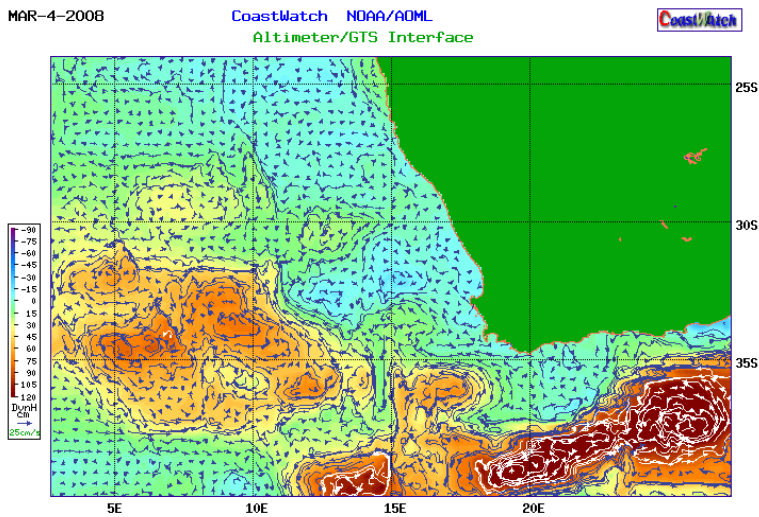 MAR-4-2008
CoastWatch NOAA/AOML
CoastWatch
Altimeter/GTS Interface
25S
30S
35S
-90
-75
-60
-45
-30
-15
0
15
30
45
60
75
90
105
120
DynH
cm
25cm/s
5E
10E
15E
20E